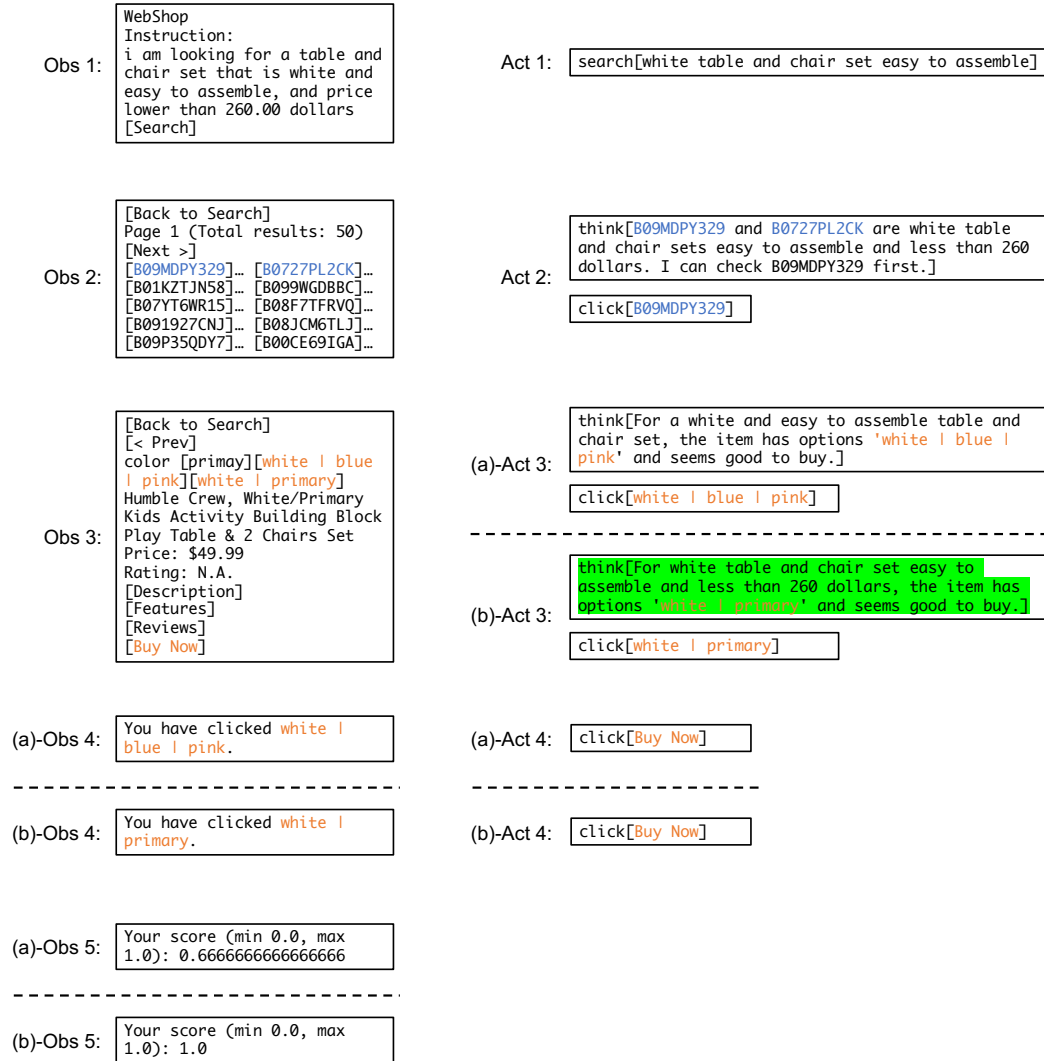 Obs 1:
WebShop
Instruction:
i am looking for a table and
chair set that is white and
easy to assemble, and price
lower than 260.00 dollars
[Search]
Act 1:
search[white table and chair set easy to assemble]
Obs 2:
[Back to Search]
Page 1 (Total results: 50)
[Next >]
[B09MDPY329]… [B0727PL2CK]…
[B01KZTJN58]… [B099WGDBBC]…
[B07YT6WR15]… [B08F7TFRVQ]…
[B091927CNJ]… [B08JCM6TLJ]…
[B09P35QDY7]… [B00CE69IGA]…
Act 2:
think[B09MDPY329 and B0727PL2CK are white table
and chair sets easy to assemble and less than 260
dollars. I can check B09MDPY329 first.]
click[B09MDPY329]
Obs 3:
[Back to Search]
[< Prev]
color [primay][white | blue
| pink][white | primary]
Humble Crew, White/Primary
Kids Activity Building Block
Play Table & 2 Chairs Set
Price: $49.99
Rating: N.A.
[Description]
[Features]
[Reviews]
[Buy Now]
(a)-Act 3:
think[For a white and easy to assemble table and
chair set, the item has options 'white | blue |
pink' and seems good to buy.]
click[white | blue | pink]
(b)-Act 3:
think[For white table and chair set easy to
assemble and less than 260 dollars, the item has
options 'white | primary' and seems good to buy.]
click[white | primary]
(a)-Obs 4:
You have clicked white |
blue | pink.
(a)-Act 4:
click[Buy Now]
(b)-Obs 4:
You have clicked white |
primary.
(b)-Act 4:
click[Buy Now]
(a)-Obs 5:
Your score (min 0.0, max
1.0): 0.6666666666666666
(b)-Obs 5:
Your score (min 0.0, max
1.0): 1.0